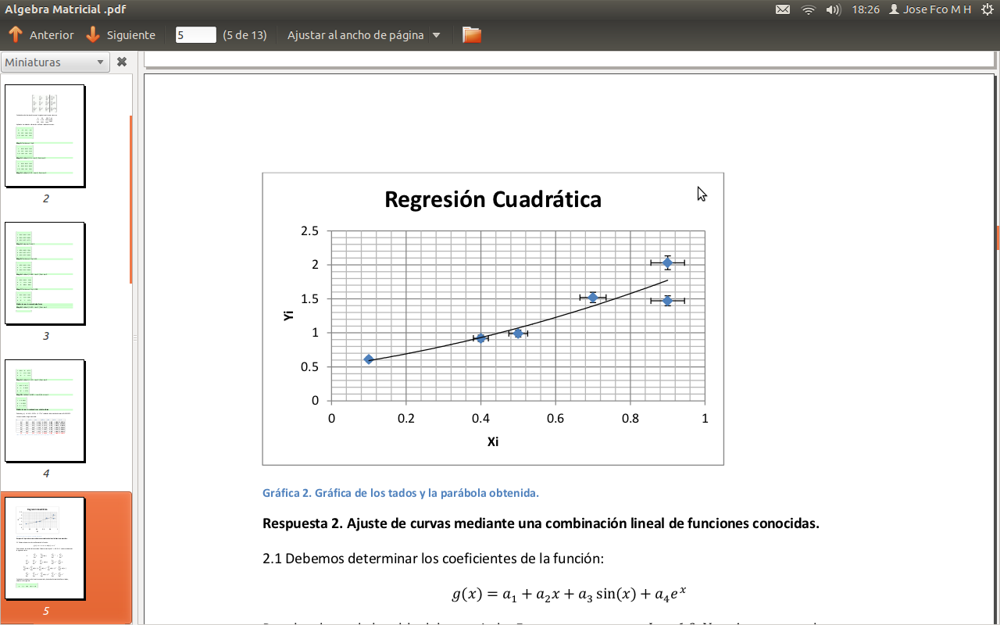 Algebra Matricial .pdf
18:26 Jose Fco M H
Anterior Siguiente 5 (5 de 13) Ajustar al ancho de página
Miniaturas
2
3
4
5
Regresión Cuadrática
2.5
2
1.5
1
0.5
0
Yi
0 0.2 0.4 0.6 0.8 1
Xi
Gráfica 2. Gráfica de los tados y la parábola obtenida.
Respuesta 2. Ajuste de curvas mediante una combinación lineal de funciones conocidas.
2.1 Debemos determinar los coeficientes de la función:
g(x) = a₁ + a₂x + a₃ sin(x) + a₄eˣ